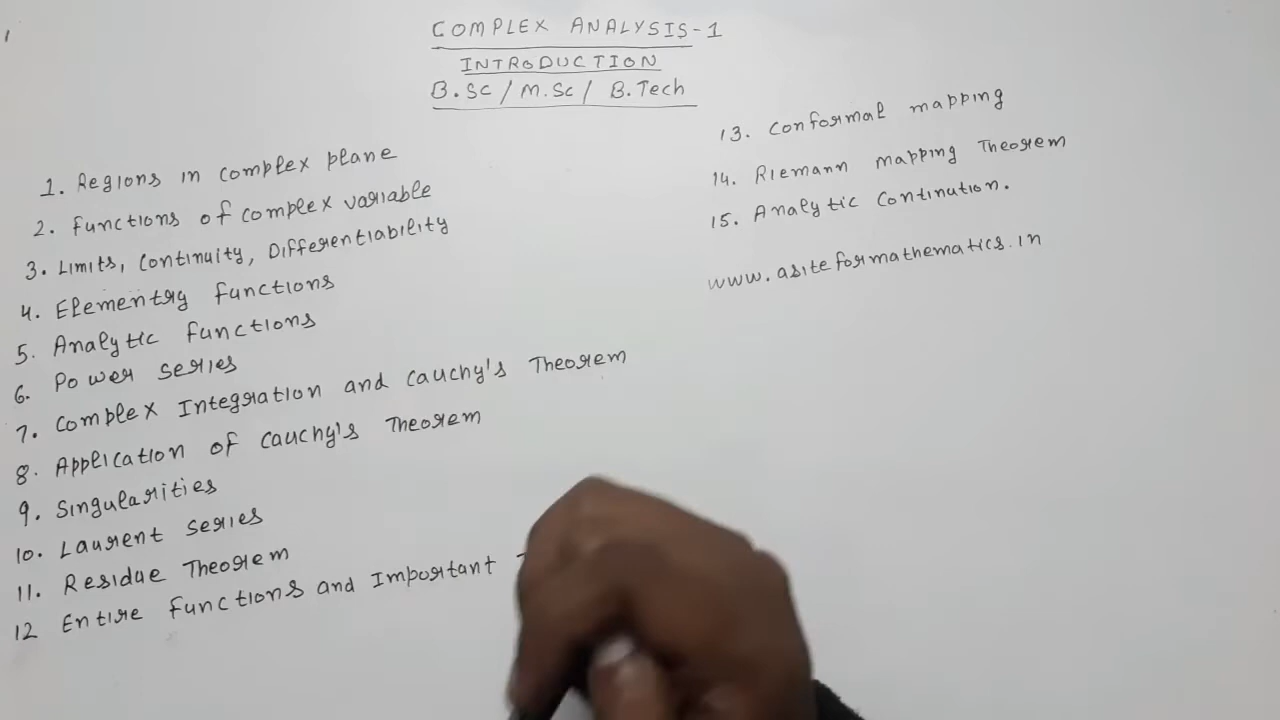 COMPLEX ANALYSIS-1
INTRODUCTION
B.SC / M.SC / B.Tech
1. Regions in complex plane
2. Functions of complex variable
3. Limits, continuity, Differentiability
4. Elementry functions
5. Analytic functions
6. Power series
7. Complex Integration and Cauchy's Theorem
8. Application of Cauchy's Theorem
9. Singularities
10. Laurent series
11. Residue Theorem
12 Entire functions and Important
13. Conformal mapping
14. Riemann mapping Theorem
15. Analytic Contination.
www.asiteformathematics.in